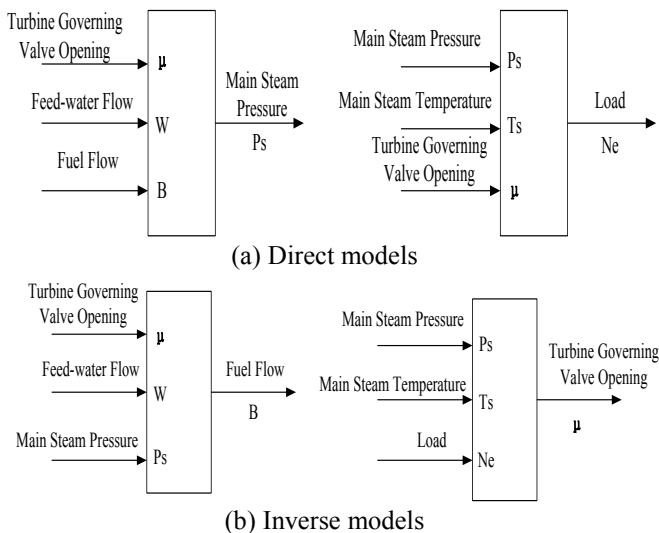 Turbine Governing
Valve Opening
μ
Feed-water Flow
W
Fuel Flow
B
Main Steam
Pressure
Ps
Main Steam Pressure
Ps
Main Steam Temperature
Ts
Turbine Governing
Valve Opening
μ
Load
Ne
(a) Direct models
Turbine Governing
Valve Opening
μ
Feed-water Flow
W
Main Steam Pressure
Ps
Fuel Flow
B
Main Steam Pressure
Ps
Main Steam Temperature
Ts
Load
Ne
Turbine Governing
Valve Opening
μ
(b) Inverse models